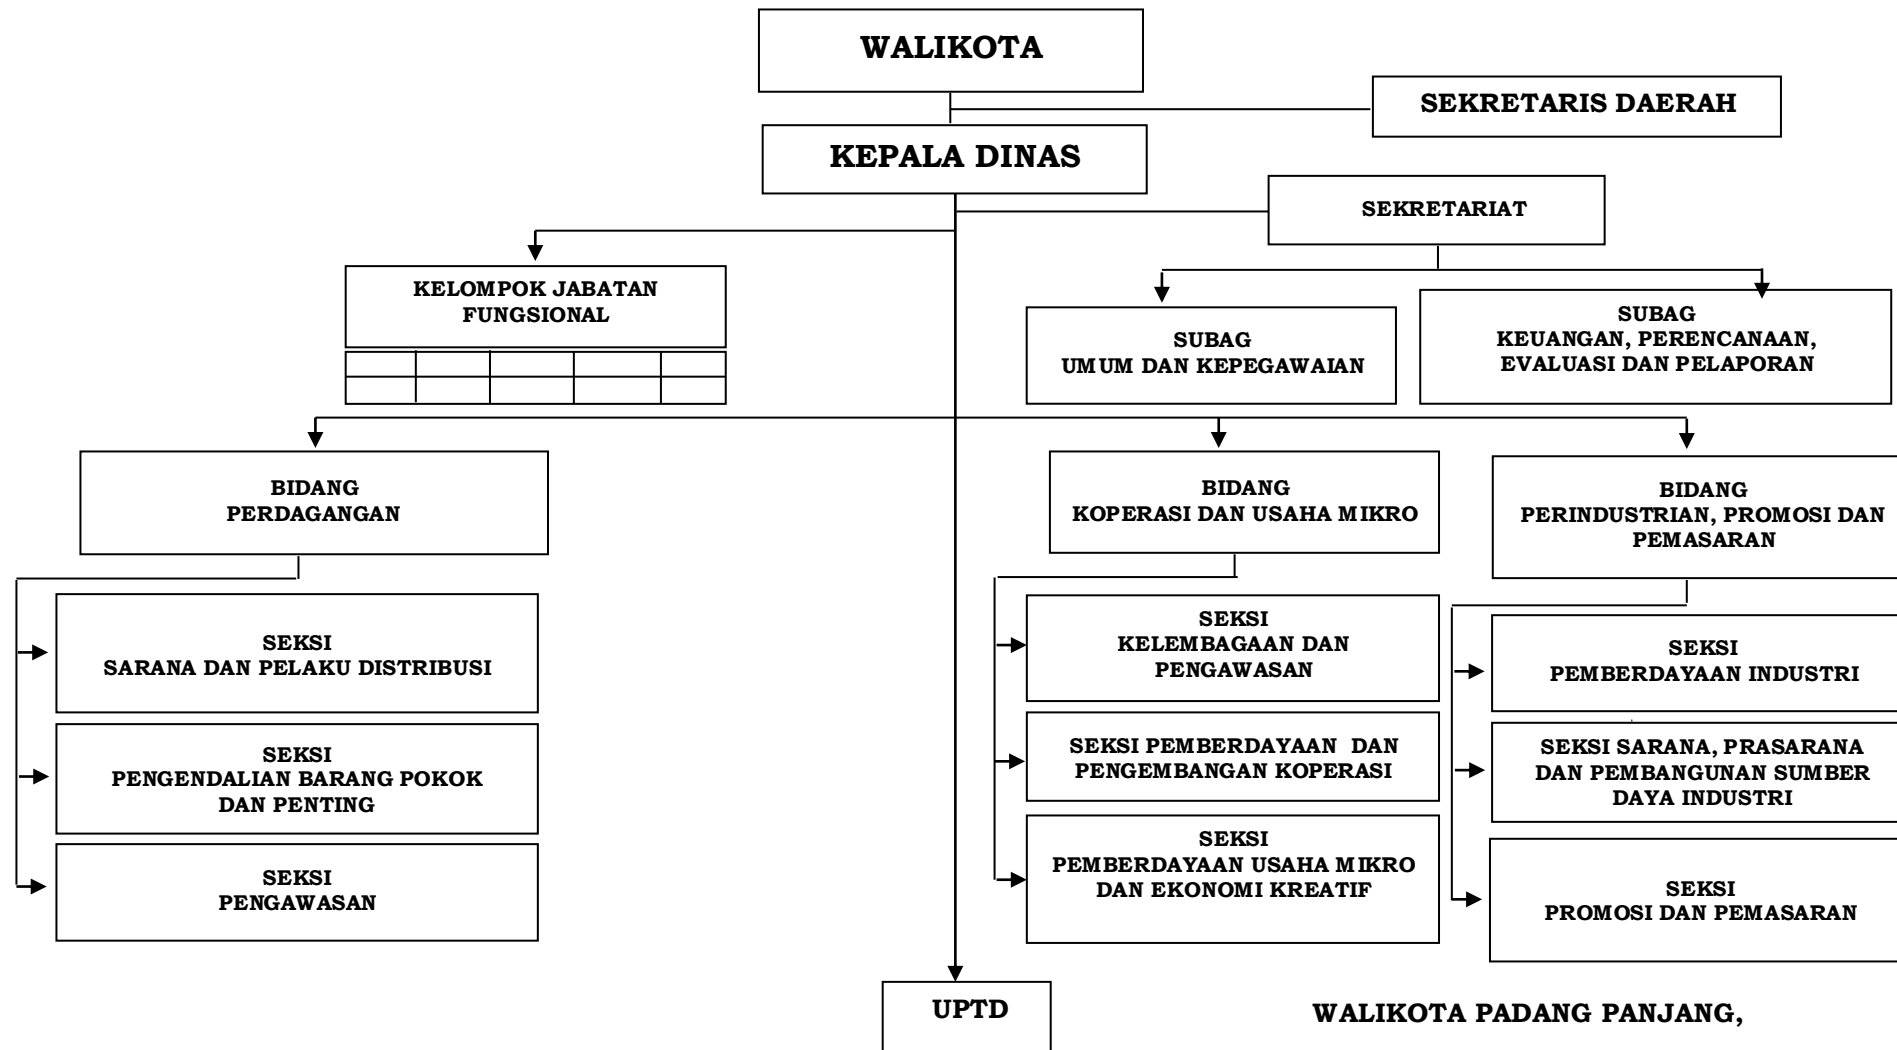 WALIKOTA
SEKRETARIS DAERAH
KEPALA DINAS
SEKRETARIAT
KELOMPOK JABATAN
FUNGSIONAL
SUBAG
UMUM DAN KEPEGAWAIAN
SUBAG
KEUANGAN, PERENCANAAN,
EVALUASI DAN PELAPORAN
BIDANG
PERDAGANGAN
BIDANG
KOPERASI DAN USAHA MIKRO
BIDANG
PERINDUSTRIAN, PROMOSI DAN
PEMASARAN
SEKSI
SARANA DAN PELAKU DISTRIBUSI
SEKSI
PENGENDALIAN BARANG POKOK
DAN PENTING
SEKSI
PENGAWASAN
SEKSI
KELEMBAGAAN DAN
PENGAWASAN
SEKSI PEMBERDAYAAN DAN
PENGEMBANGAN KOPERASI
SEKSI
PEMBERDAYAAN USAHA MIKRO
DAN EKONOMI KREATIF
SEKSI
PEMBERDAYAAN INDUSTRI
SEKSI SARANA, PRASARANA
DAN PEMBANGUNAN SUMBER
DAYA INDUSTRI
SEKSI
PROMOSI DAN PEMASARAN
UPTD
WALIKOTA PADANG PANJANG,